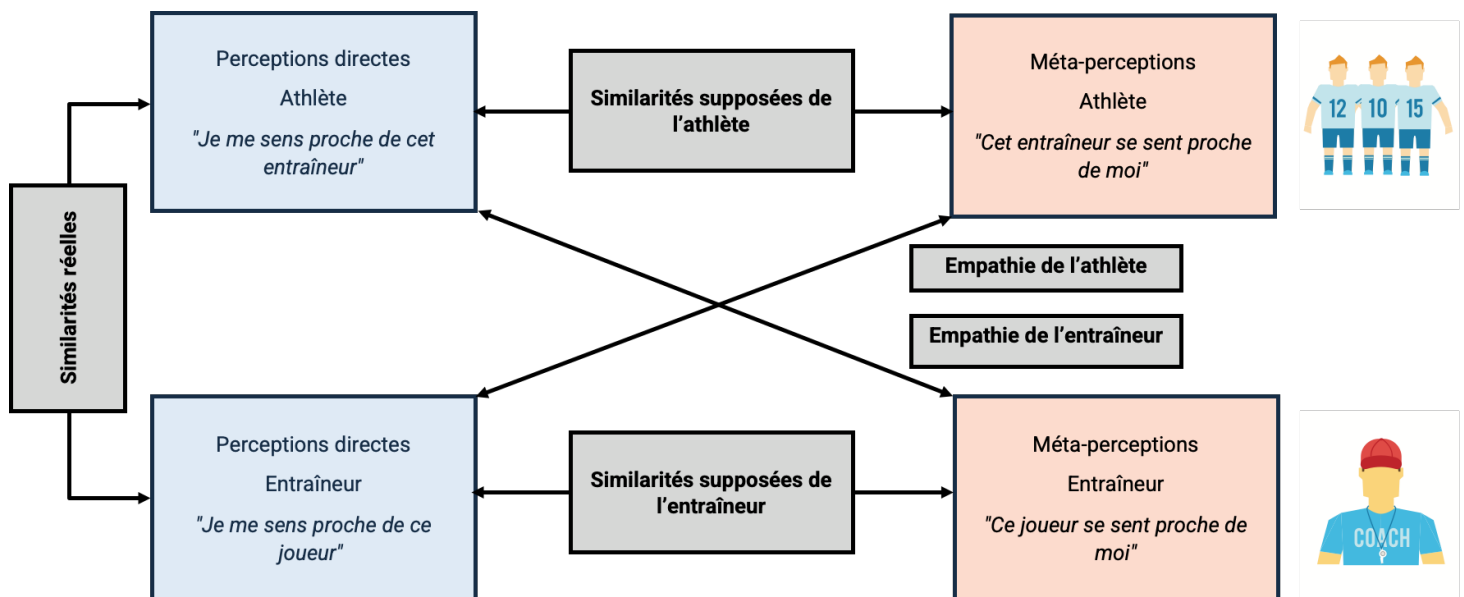 Perceptions directes
Athlète
"Je me sens proche de cet
entraîneur"
Similarités supposées de
l'athlète
Méta-perceptions
Athlète
"Cet entraîneur se sent proche
de moi"
12 10 15
Similarités réelles
Empathie de l'athlète
Empathie de l'entraîneur
Perceptions directes
Entraîneur
"Je me sens proche de ce
joueur"
Similarités supposées de
l'entraîneur
Méta-perceptions
Entraîneur
"Ce joueur se sent proche de
moi"
COACH